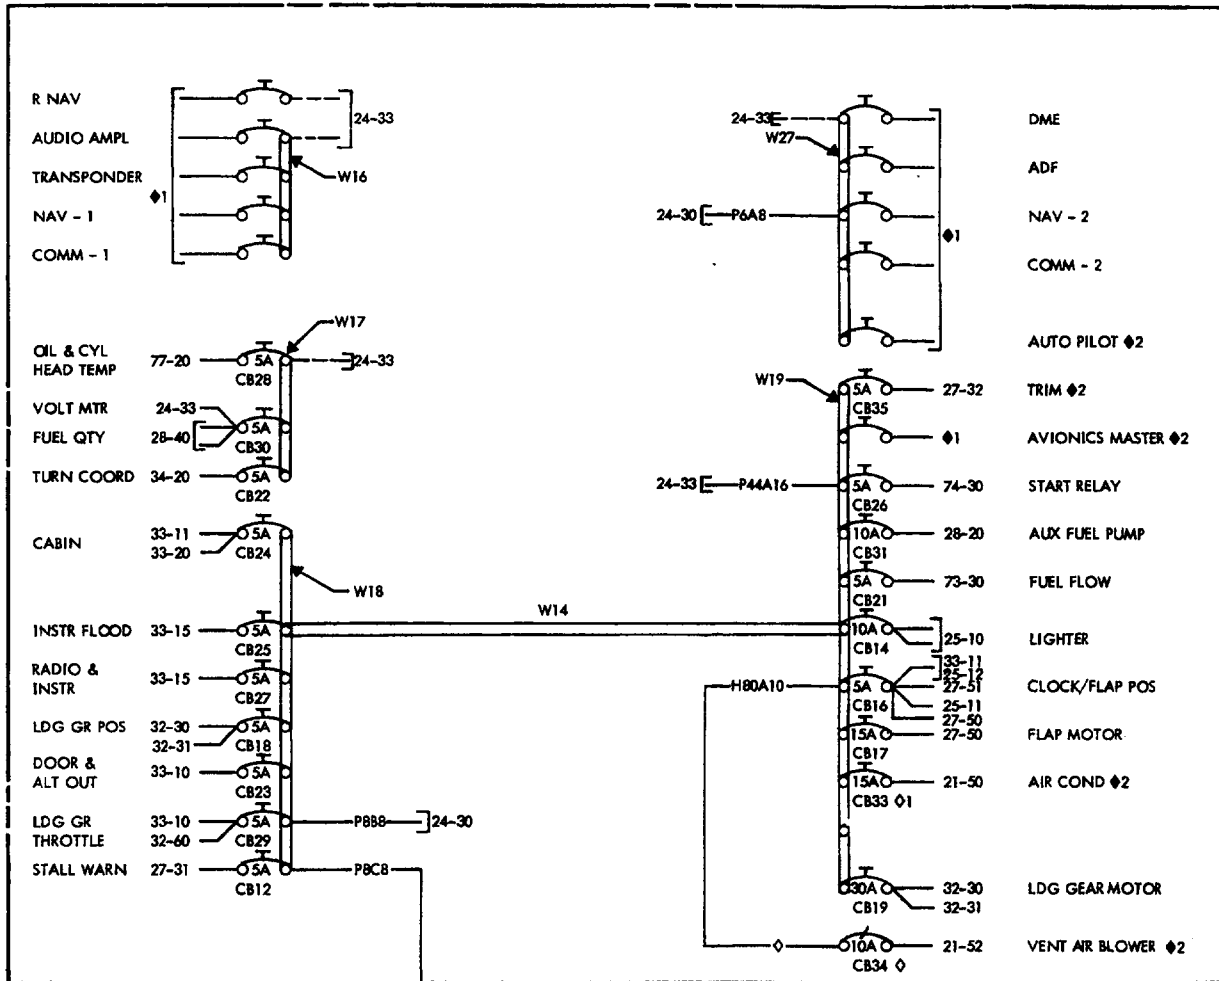 R NAV
24-33
AUDIO AMPL
W16
TRANSPONDER
◆1
NAV - 1
COMM - 1
W17
OIL & CYL
HEAD TEMP
77-20
5A
24-33
CB28
VOLT MTR
24-33
5A
FUEL QTY
28-40
CB30
TURN COORD
34-20
5A
CB22
CABIN
33-11
33-20
5A
CB24
W18
W14
INSTR FLOOD
33-15
5A
CB25
RADIO &
INSTR
33-15
5A
CB27
LDG GR POS
32-30
32-31
5A
CB18
DOOR &
ALT OUT
33-10
5A
CB23
LDG GR
THROTTLE
33-10
32-60
5A
CB29
P8B8
24-30
STALL WARN
27-31
5A
CB12
P8C8
24-33
W27
DME
ADF
24-30
P6A8
NAV - 2
◆1
COMM - 2
AUTO PILOT ◆2
W19
5A
CB35
27-32
TRIM ◆2
◆1
AVIONICS MASTER ◆2
24-33
P44A16
5A
CB26
74-30
START RELAY
10A
CB31
28-20
AUX FUEL PUMP
5A
CB21
73-30
FUEL FLOW
10A
CB14
25-10
LIGHTER
H80A10
5A
CB16
33-11
25-12
27-51
25-11
27-50
CLOCK/FLAP POS
15A
CB17
27-50
FLAP MOTOR
15A
CB33 ◇1
21-50
AIR COND ◆2
30A
CB19
32-30
32-31
LDG GEAR MOTOR
◇
10A
CB34 ◇
21-52
VENT AIR BLOWER ◆2